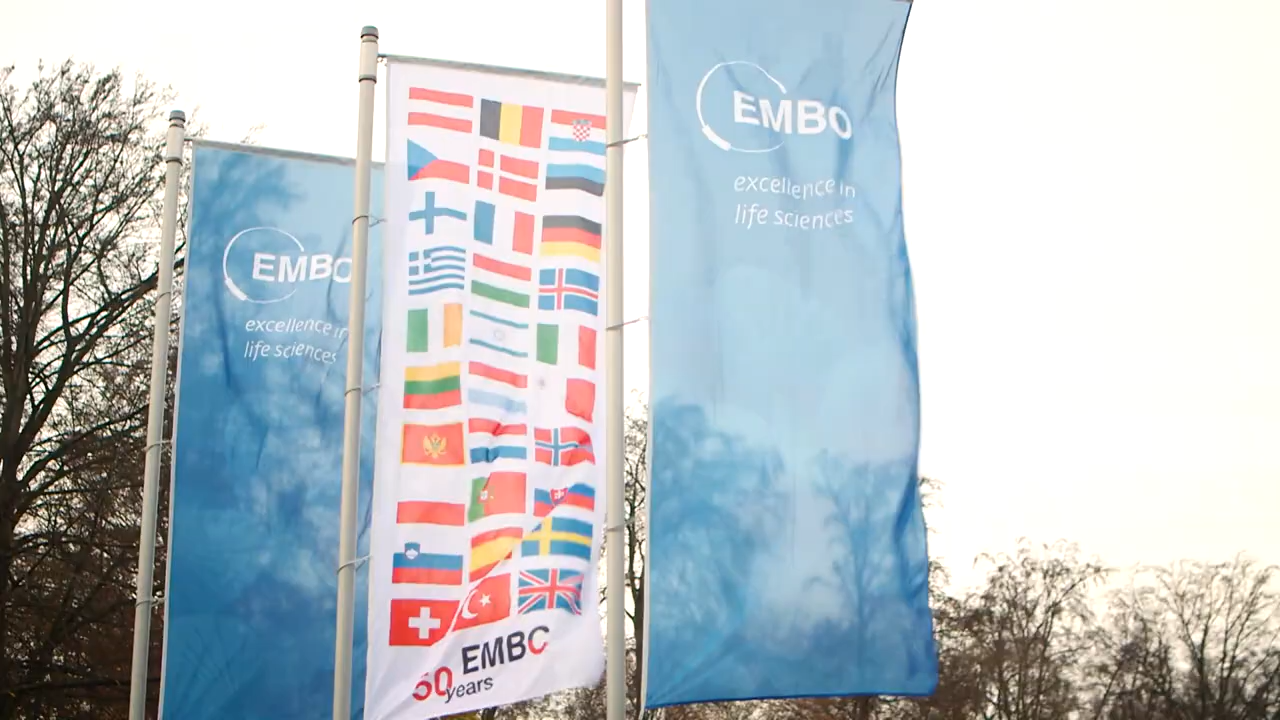 EMBO
excellence in
life sciences
EMBC
50 years
EMBO
excellence in
life sciences